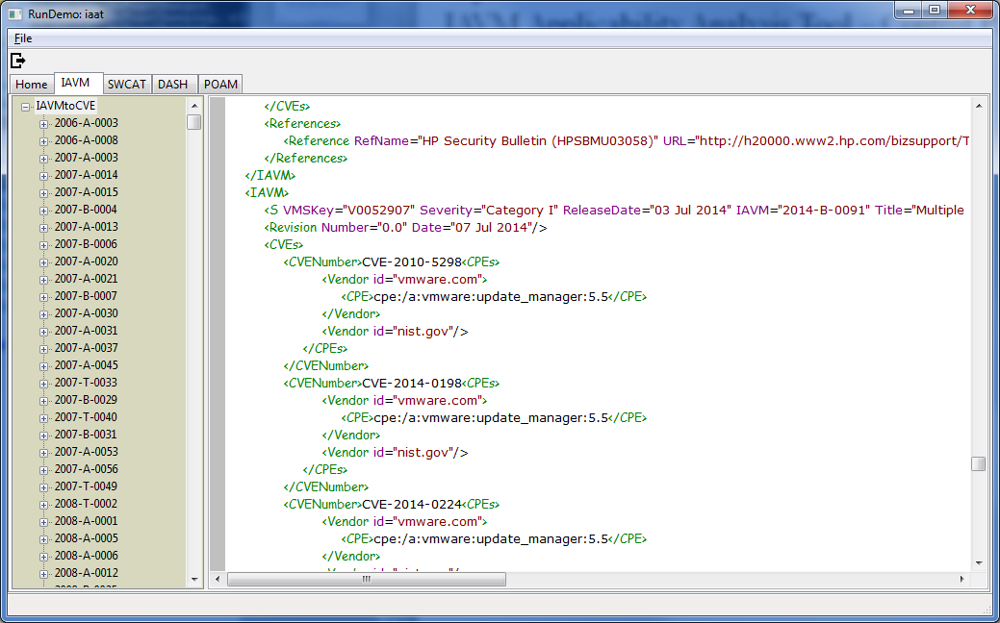 RunDemo: iaat
File
Home IAVM SWCAT DASH POAM
IAVMtoCVE
2006-A-0003
2006-A-0008
2007-A-0003
2007-A-0014
2007-A-0015
2007-B-0004
2007-A-0013
2007-B-0006
2007-A-0020
2007-A-0021
2007-B-0007
2007-A-0030
2007-A-0031
2007-A-0037
2007-A-0045
2007-T-0033
2007-B-0029
2007-T-0040
2007-B-0031
2007-A-0053
2007-A-0056
2007-T-0049
2008-T-0002
2008-A-0001
2008-A-0005
2008-A-0006
2008-A-0012
</CVEs>
<References>
<Reference RefName="HP Security Bulletin (HPSBMU03058)" URL="http://h20000.www2.hp.com/bizsupport/T
</References>
</IAVM>
<IAVM>
<S VMSKey="V0052907" Severity="Category I" ReleaseDate="03 Jul 2014" IAVM="2014-B-0091" Title="Multiple
<Revision Number="0.0" Date="07 Jul 2014"/>
<CVEs>
<CVENumber>CVE-2010-5298<CPEs>
<Vendor id="vmware.com">
<CPE>cpe:/a:vmware:update_manager:5.5</CPE>
</Vendor>
<Vendor id="nist.gov"/>
</CPEs>
</CVENumber>
<CVENumber>CVE-2014-0198<CPEs>
<Vendor id="vmware.com">
<CPE>cpe:/a:vmware:update_manager:5.5</CPE>
</Vendor>
<Vendor id="nist.gov"/>
</CPEs>
</CVENumber>
<CVENumber>CVE-2014-0224<CPEs>
<Vendor id="vmware.com">
<CPE>cpe:/a:vmware:update_manager:5.5</CPE>
</Vendor>